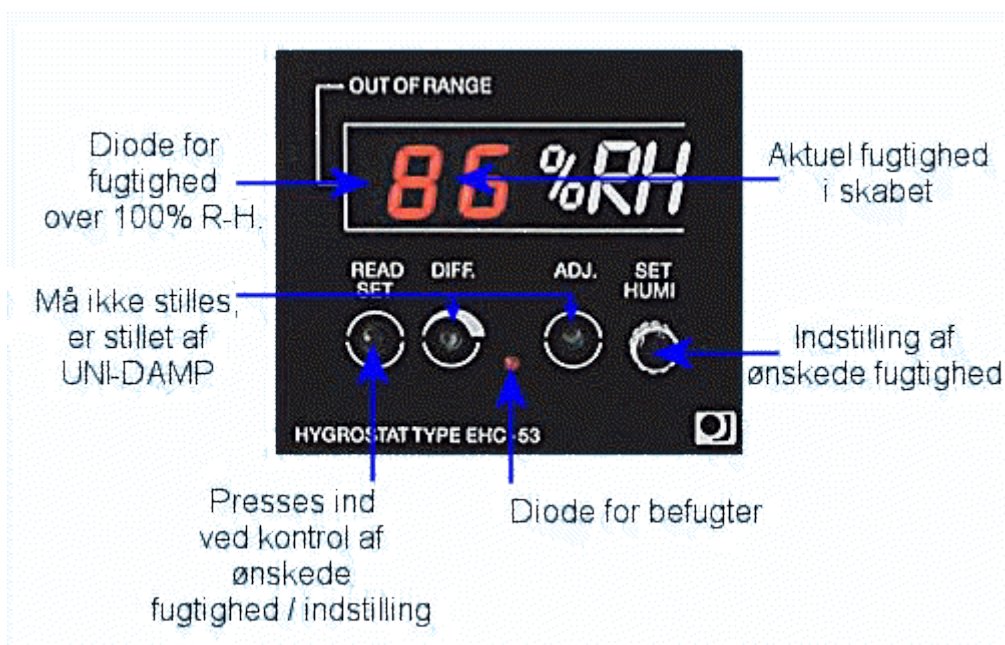 OUT OF RANGE
Diode for
fugtighed
over 100% R-H.
86 %RH
Aktuel fugtighed
i skabet
READ
SET
DIFF.
ADJ.
SET
HUMI
Må ikke stilles,
er stillet af
UNI-DAMP
Indstilling af
ønskede fugtighed
HYGROSTAT TYPE EHC-53
Presses ind
ved kontrol af
ønskede
fugtighed / indstilling
Diode for befugter